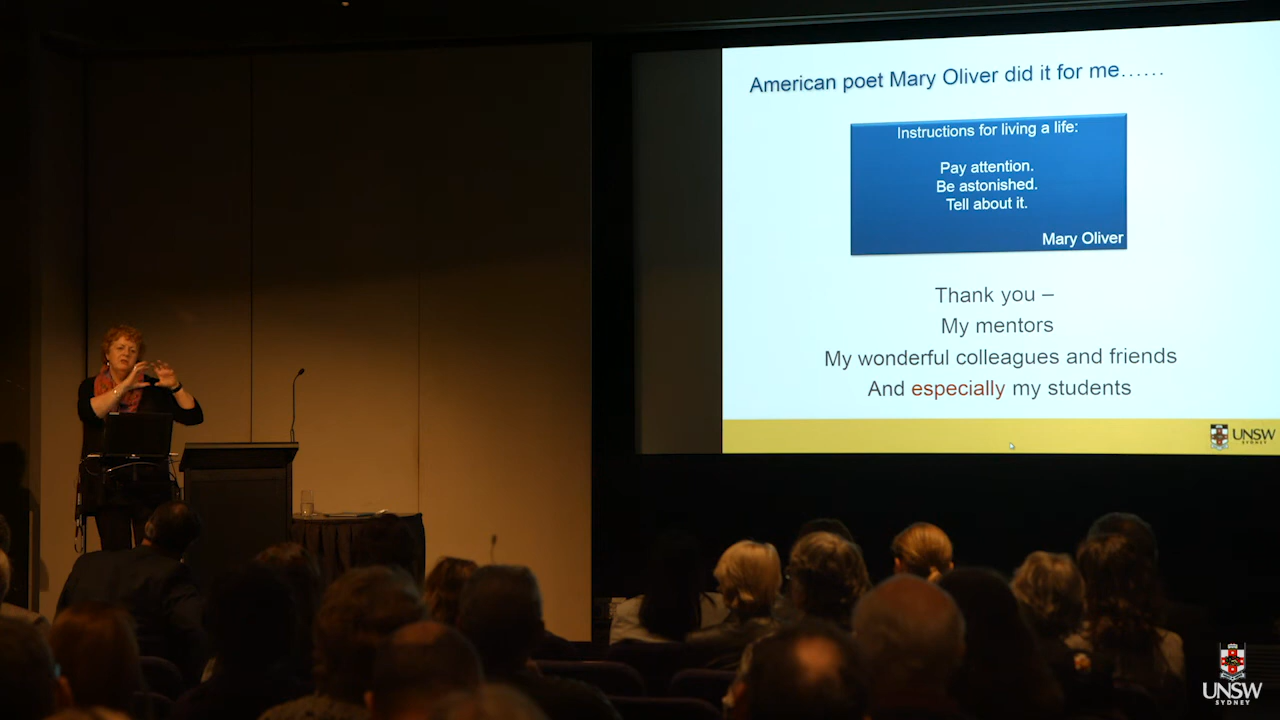 American poet Mary Oliver did it for me……
Instructions for living a life:
Pay attention.
Be astonished.
Tell about it.
Mary Oliver
Thank you –
My mentors
My wonderful colleagues and friends
And especially my students
UNSW
SYDNEY
UNSW
SYDNEY